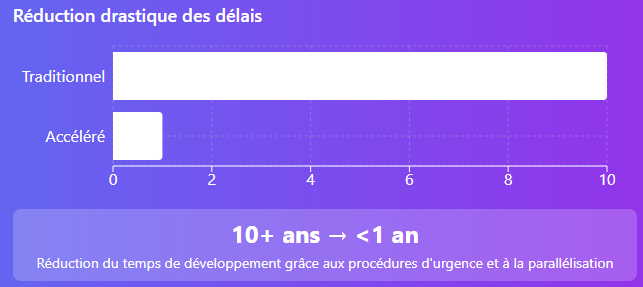 Réduction drastique des délais
Traditionnel
Accéléré
0 2 4 6 8 10
10+ ans → <1 an
Réduction du temps de développement grâce aux procédures d'urgence et à la parallélisation